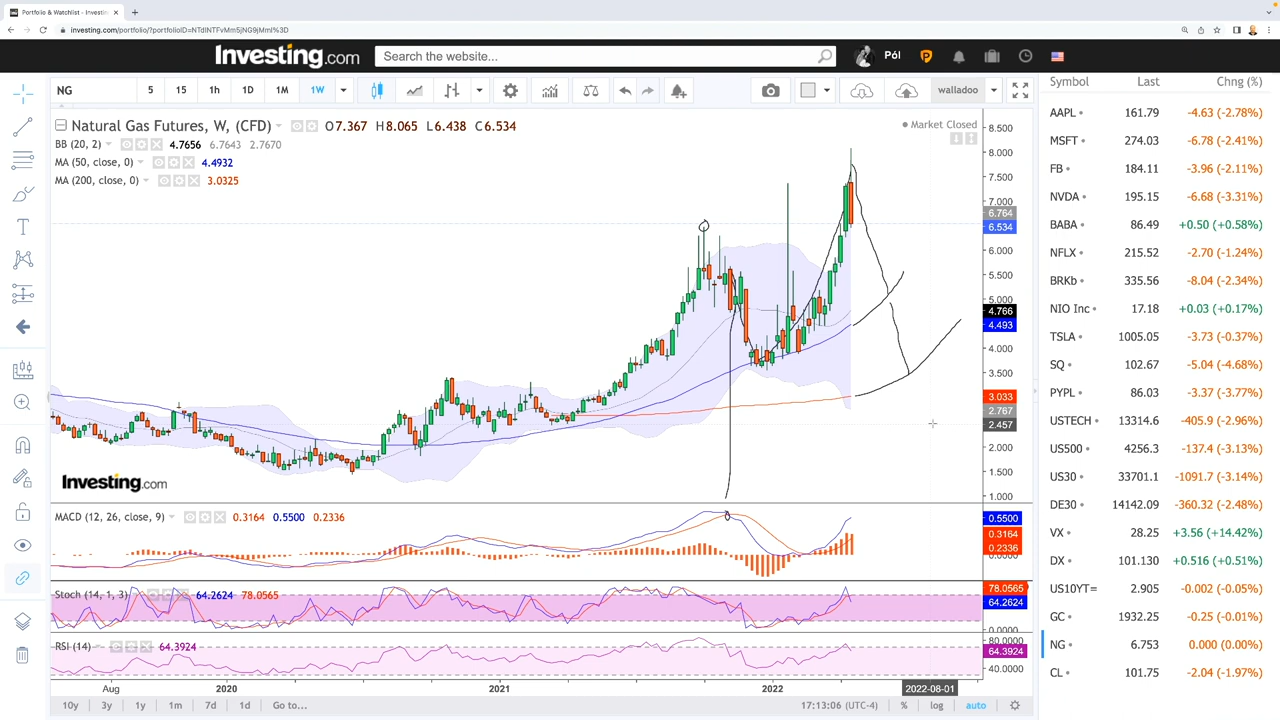 Portfolio & Watchlist - Investin
investing.com/portfolio/?portfolioID=NTdlNTFvMm5jNG9jMmI%3D
Investing.com
Search the website...
Pól
NG
5 15 1h 1D 1M 1W
walladoo
Natural Gas Futures, W, (CFD) O7.367 H8.065 L6.438 C6.534
Market Closed
BB (20, 2) 4.7656 6.7643 2.7670
MA (50, close, 0) 4.4932
MA (200, close, 0) 3.0325
8.500
8.000
7.500
7.000
6.764
6.534
6.000
5.500
5.000
4.766
4.493
4.000
3.500
3.033
2.767
2.457
2.000
1.500
1.000
Investing.com
MACD (12, 26, close, 9) 0.3164 0.5500 0.2336
0.5500
0.3164
0.2336
Stoch (14, 1, 3) 64.2624 78.0565
78.0565
64.2624
0.0000
RSI (14) 64.3924
80.0000
64.3924
40.0000
Aug 2020 2021 2022 2022-08-01
10y 3y 1y 1m 7d 1d Go to... 17:13:06 (UTC-4) % log auto
Symbol Last Chng (%)
AAPL 161.79 -4.63 (-2.78%)
MSFT 274.03 -6.78 (-2.41%)
FB 184.11 -3.96 (-2.11%)
NVDA 195.15 -6.68 (-3.31%)
BABA 86.49 +0.50 (+0.58%)
NFLX 215.52 -2.70 (-1.24%)
BRKb 335.56 -8.04 (-2.34%)
NIO Inc 17.18 +0.03 (+0.17%)
TSLA 1005.05 -3.73 (-0.37%)
SQ 102.67 -5.04 (-4.68%)
PYPL 86.03 -3.37 (-3.77%)
USTECH 13314.6 -405.9 (-2.96%)
US500 4256.3 -137.4 (-3.13%)
US30 33701.1 -1091.7 (-3.14%)
DE30 14142.09 -360.32 (-2.48%)
VX 28.25 +3.56 (+14.42%)
DX 101.130 +0.516 (+0.51%)
US10YT= 2.905 -0.002 (-0.05%)
GC 1932.25 -0.25 (-0.01%)
NG 6.753 0.000 (0.00%)
CL 101.75 -2.04 (-1.97%)